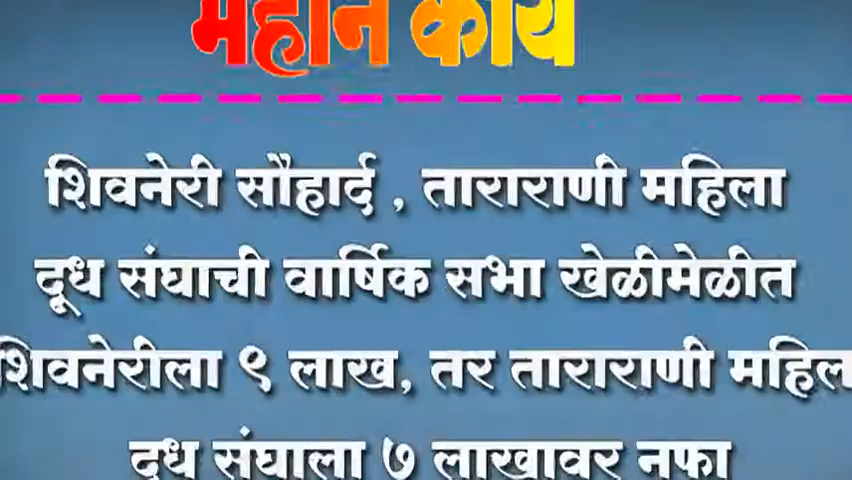 महान कार्य
शिवनेरी सौहार्द , ताराराणी महिला
दूध संघाची वार्षिक सभा खेळीमेळीत
शिवनेरीला ९ लाख, तर ताराराणी महिला
दूध संघाला ७ लाखावर नफा